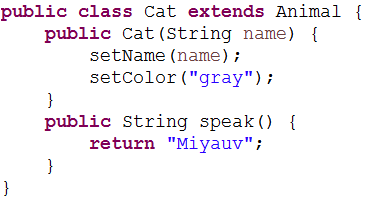 public class Cat extends Animal {
    public Cat(String name) {
        setName(name);
        setColor("gray");
    }
    public String speak() {
        return "Miyauv";
    }
}